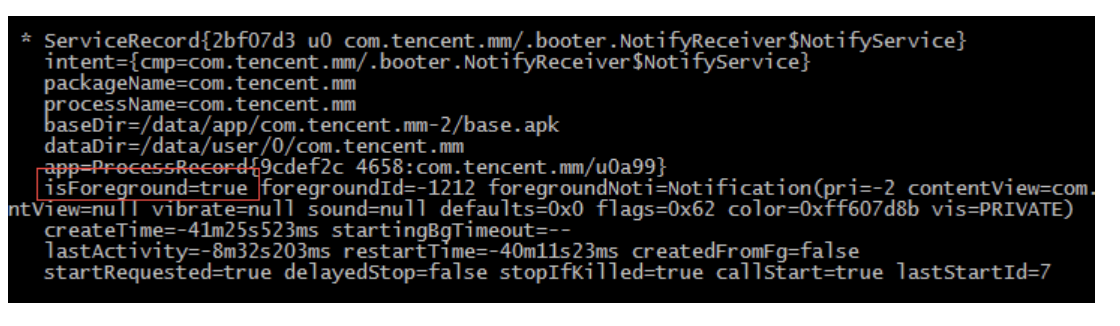 * ServiceRecord{2bf07d3 u0 com.tencent.mm/.booter.NotifyReceiver$NotifyService}
intent={cmp=com.tencent.mm/.booter.NotifyReceiver$NotifyService}
packageName=com.tencent.mm
processName=com.tencent.mm
baseDir=/data/app/com.tencent.mm-2/base.apk
dataDir=/data/user/0/com.tencent.mm
app=ProcessRecord{9cdef2c 4658:com.tencent.mm/u0a99}
isForeground=true foregroundId=-1212 foregroundNoti=Notification(pri=-2 contentView=com.
ntView=null vibrate=null sound=null defaults=0x0 flags=0x62 color=0xff607d8b vis=PRIVATE)
createTime=-41m25s523ms startingBgTimeout=--
lastActivity=-8m32s203ms restartTime=-40m11s23ms createdFromFg=false
startRequested=true delayedStop=false stopIfKilled=true callStart=true lastStartId=7